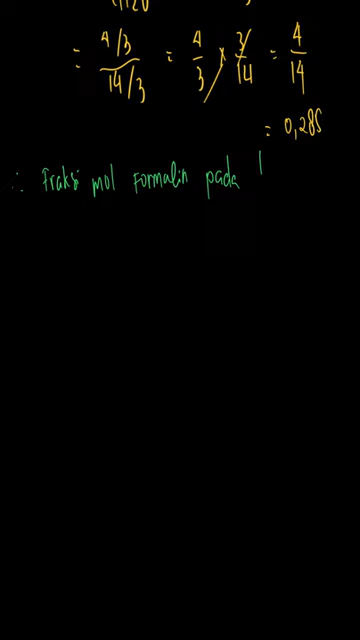 = 4/3 / 14/3 = 4/3 × 3/14 = 4/14
= 0,285
∴ Fraksi mol Formalin pada